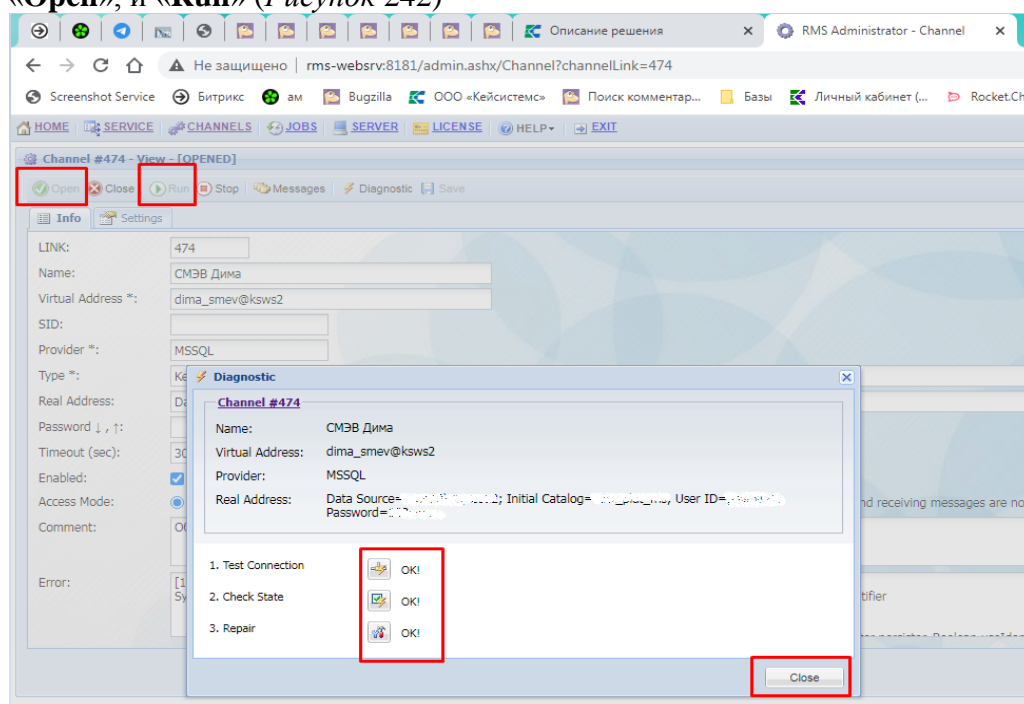 «Open», и «Run» (Рисунок 242)
Описание решения
RMS Administrator - Channel
Не защищено rms-websrv:8181/admin.ashx/Channel?channelLink=474
Screenshot Service Битрикс ам Bugzilla ООО «Кейсистемс» Поиск комментар... Базы Личный кабинет (... Rocket.Ch
HOME SERVICE CHANNELS JOBS SERVER LICENSE HELP EXIT
Channel #474 - View - [OPENED]
Open Close Run Stop Messages Diagnostic Save
Info Settings
LINK: 474
Name: СМЭВ Дима
Virtual Address *: dima_smev@ksws2
SID:
Provider *: MSSQL
Type *: Ke
Real Address: Da
Password ↓ , ↑:
Timeout (sec): 30
Enabled:
Access Mode: nd receiving messages are no
Comment:
Error: [1
Sy tifier
Diagnostic
Channel #474
Name: СМЭВ Дима
Virtual Address: dima_smev@ksws2
Provider: MSSQL
Real Address: Data Source= 2; Initial Catalog= User ID=
Password=
1. Test Connection OK!
2. Check State OK!
3. Repair OK!
Close